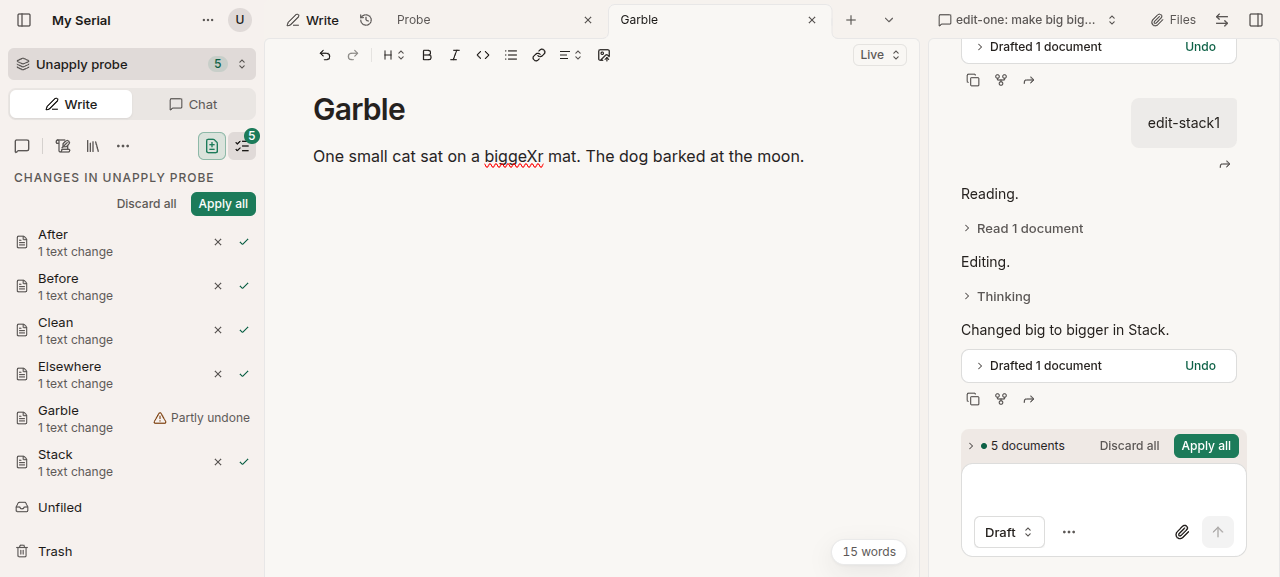 My Serial
U
Unapply probe
5
Write
Chat
5
CHANGES IN UNAPPLY PROBE
Discard all
Apply all
After
1 text change
Before
1 text change
Clean
1 text change
Elsewhere
1 text change
Garble
1 text change
Partly undone
Stack
1 text change
Unfiled
Trash
Write
Probe
Garble
H
B
I
Live
Garble
One small cat sat on a biggeXr mat. The dog barked at the moon.
15 words
edit-one: make big big...
Files
Drafted 1 document
Undo
edit-stack1
Reading.
Read 1 document
Editing.
Thinking
Changed big to bigger in Stack.
Drafted 1 document
Undo
5 documents
Discard all
Apply all
Draft